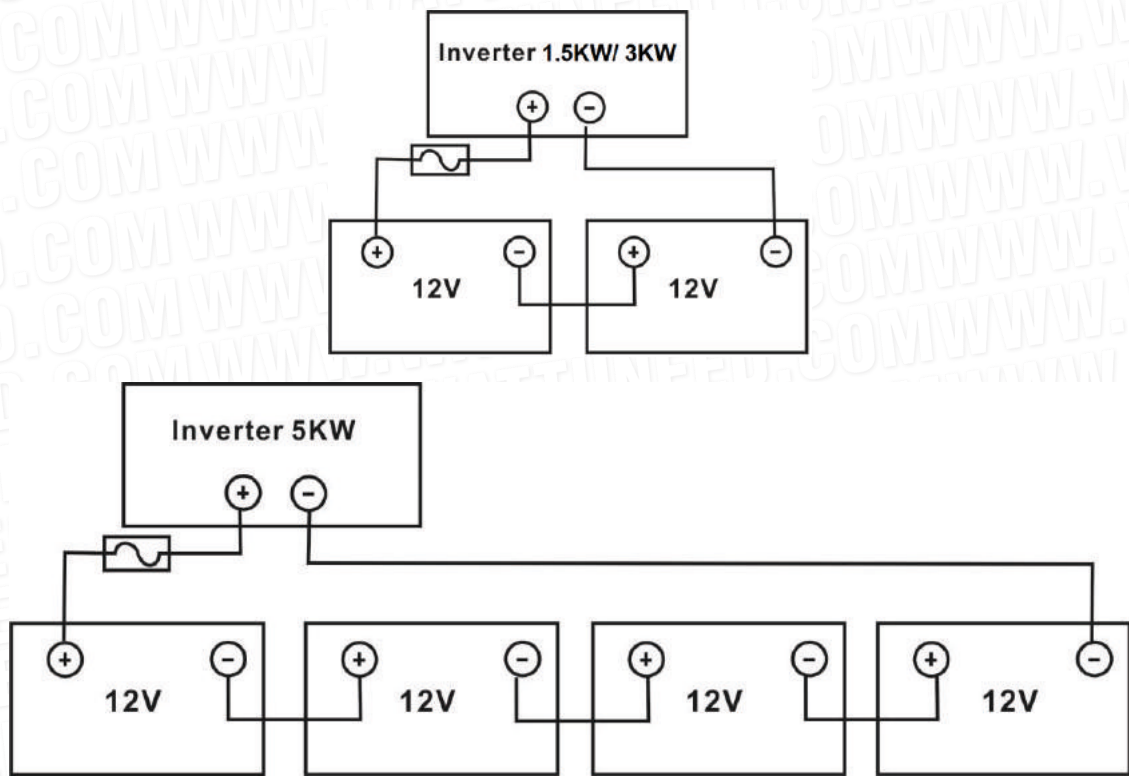 Inverter 1.5KW/ 3KW
+ -
+ - + -
12V 12V
Inverter 5KW
+ -
+ - + - + - + -
12V 12V 12V 12V